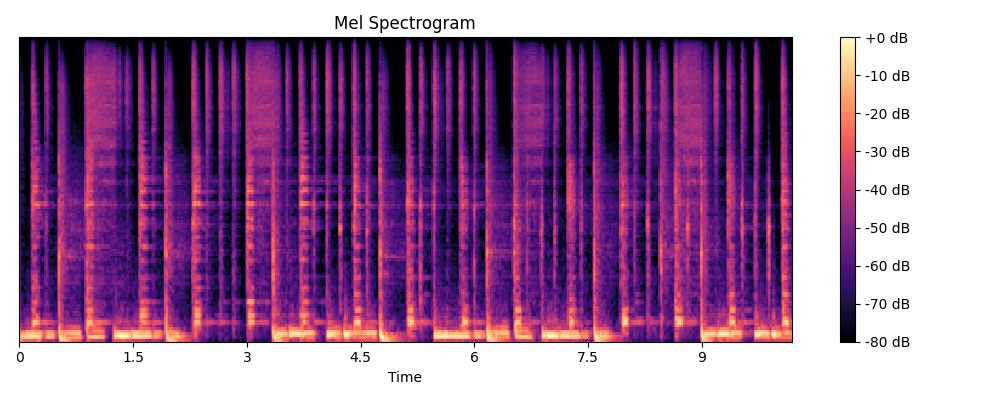 Mel Spectrogram
+0 dB
-10 dB
-20 dB
-30 dB
-40 dB
-50 dB
-60 dB
-70 dB
-80 dB
0 1.5 3 4.5 6 7.5 9
Time